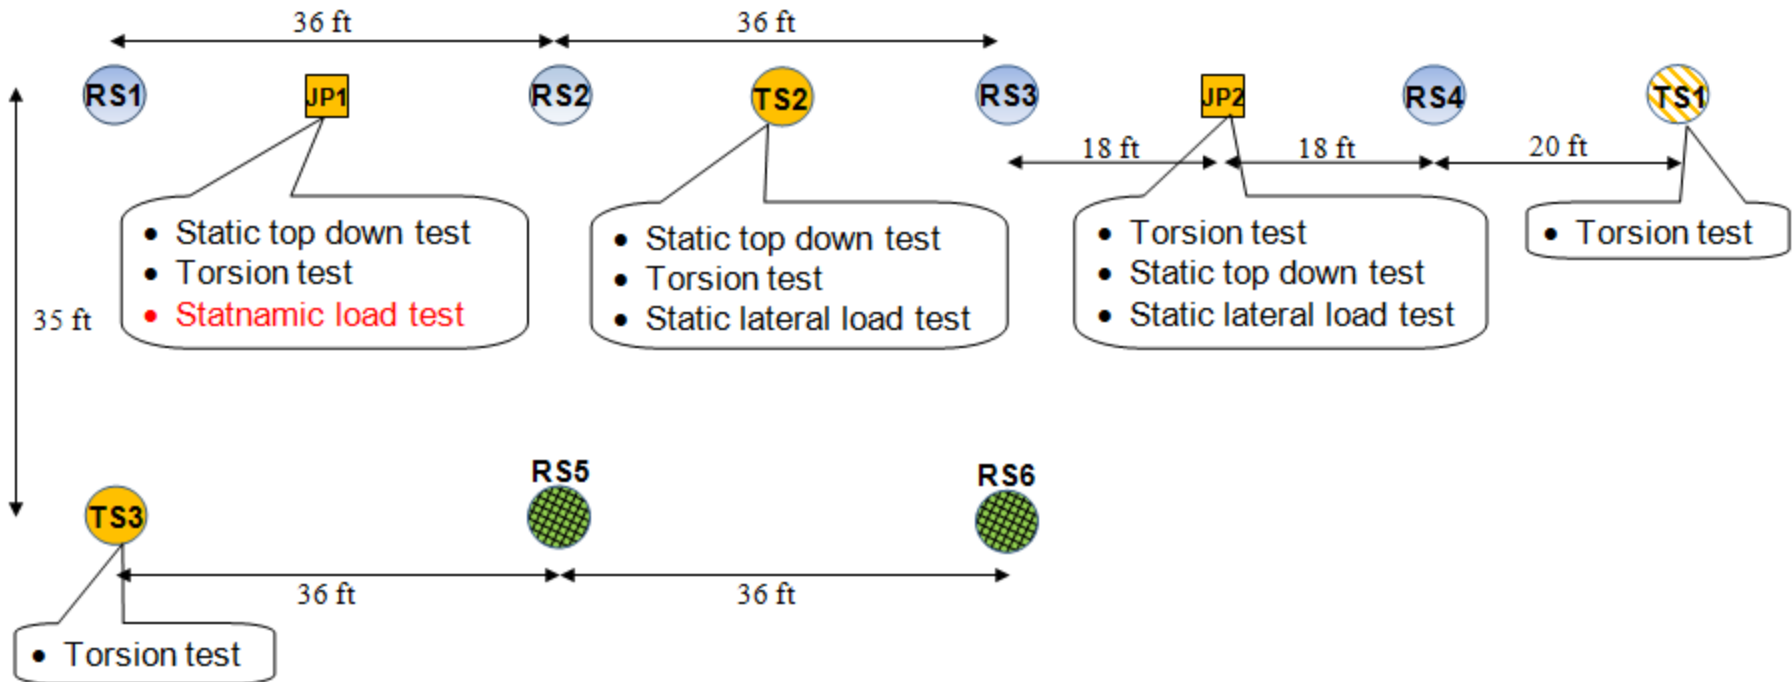 36 ft
36 ft
RS1
JP1
RS2
TS2
RS3
JP2
RS4
TS1
18 ft
18 ft
20 ft
• Static top down test
• Torsion test
• Statnamic load test
• Static top down test
• Torsion test
• Static lateral load test
• Torsion test
• Static top down test
• Static lateral load test
• Torsion test
35 ft
RS5
RS6
TS3
36 ft
36 ft
• Torsion test